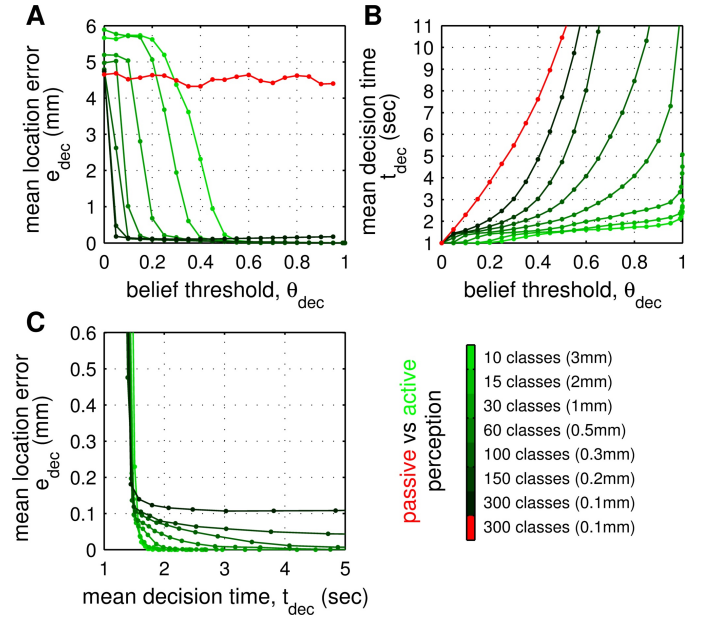 A
mean location error
e_dec (mm)
6
5
4
3
2
1
0
0 0.2 0.4 0.6 0.8 1
belief threshold, θ_dec
B
mean decision time
t_dec (sec)
11
10
9
8
7
6
5
4
3
2
1
0 0.2 0.4 0.6 0.8 1
belief threshold, θ_dec
C
mean location error
e_dec (mm)
0.6
0.5
0.4
0.3
0.2
0.1
0
1 2 3 4 5
mean decision time, t_dec (sec)
passive vs active
perception
10 classes (3mm)
15 classes (2mm)
30 classes (1mm)
60 classes (0.5mm)
100 classes (0.3mm)
150 classes (0.2mm)
300 classes (0.1mm)
300 classes (0.1mm)